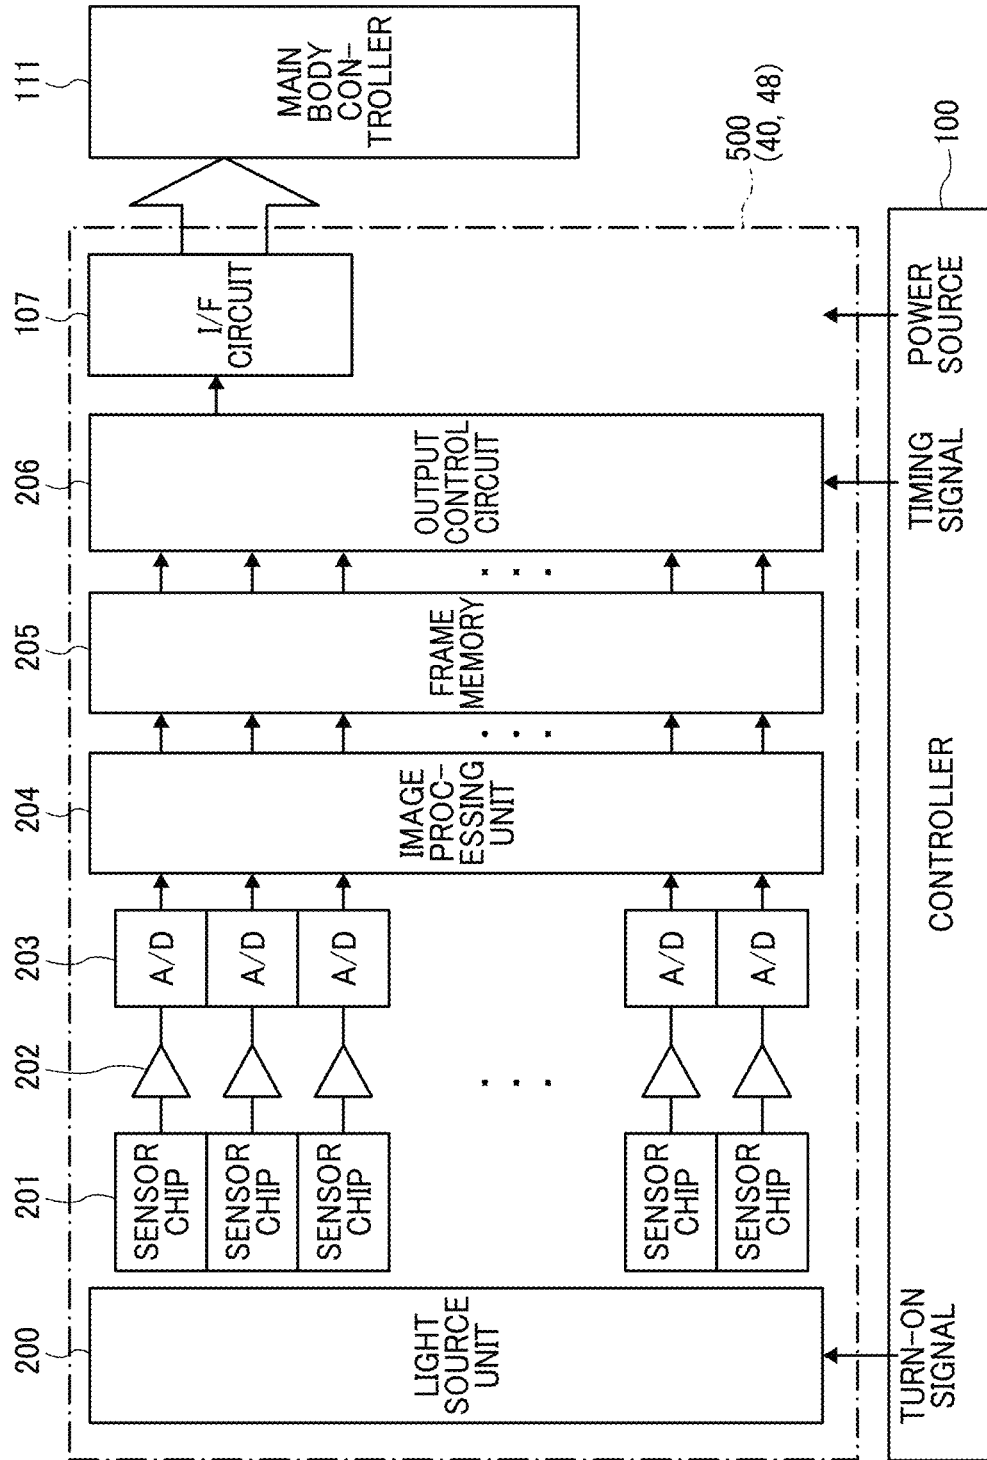 200
201
202
203
204
205
206
107
111
LIGHT
SOURCE
UNIT
SENSOR
CHIP
SENSOR
CHIP
SENSOR
CHIP
SENSOR
CHIP
SENSOR
CHIP
A/D
A/D
A/D
A/D
A/D
IMAGE
PROC-
ESSING
UNIT
FRAME
MEMORY
OUTPUT
CONTROL
CIRCUIT
I/F
CIRCUIT
MAIN
BODY
CON-
TROLLER
500
(40, 48)
TURN-ON
SIGNAL
TIMING
SIGNAL
POWER
SOURCE
100
CONTROLLER